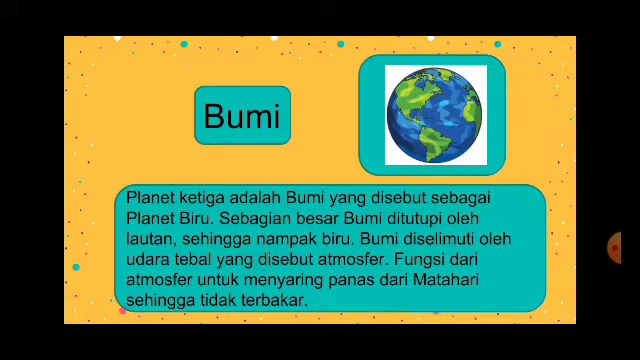 Bumi
Planet ketiga adalah Bumi yang disebut sebagai
Planet Biru. Sebagian besar Bumi ditutupi oleh
lautan, sehingga nampak biru. Bumi diselimuti oleh
udara tebal yang disebut atmosfer. Fungsi dari
atmosfer untuk menyaring panas dari Matahari
sehingga tidak terbakar.